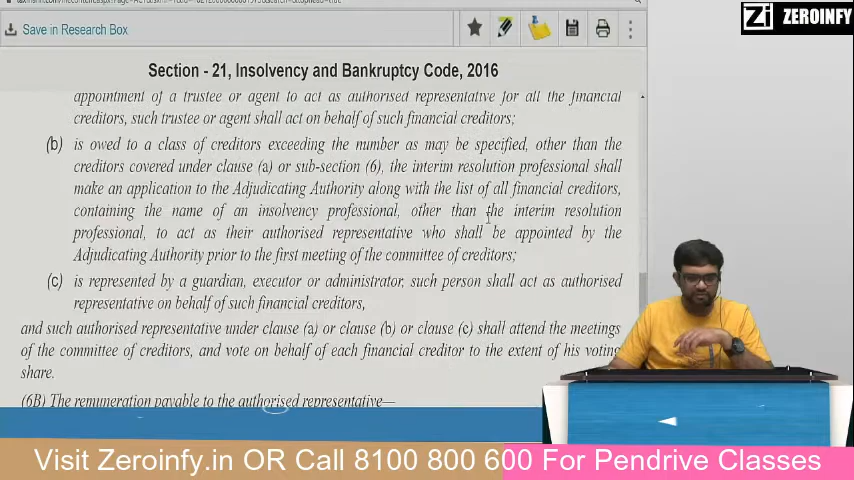 Zi ZEROINFY
Save in Research Box
Section - 21, Insolvency and Bankruptcy Code, 2016
appointment of a trustee or agent to act as authorised representative for all the financial
creditors, such trustee or agent shall act on behalf of such financial creditors;
(b) is owed to a class of creditors exceeding the number as may be specified, other than the
creditors covered under clause (a) or sub-section (6), the interim resolution professional shall
make an application to the Adjudicating Authority along with the list of all financial creditors,
containing the name of an insolvency professional, other than the interim resolution
professional, to act as their authorised representative who shall be appointed by the
Adjudicating Authority prior to the first meeting of the committee of creditors;
(c) is represented by a guardian, executor or administrator, such person shall act as authorised
representative on behalf of such financial creditors,
and such authorised representative under clause (a) or clause (b) or clause (c) shall attend the meetings
of the committee of creditors, and vote on behalf of each financial creditor to the extent of his voting
share.
(6B) The remuneration payable to the authorised representative—
Visit Zeroinfy.in OR Call 8100 800 600 For Pendrive Classes